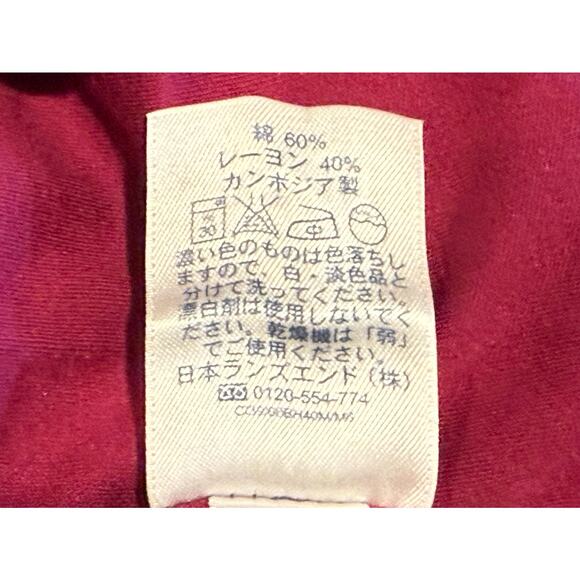 綿 60%
レーヨン 40%
カンボジア製
30 中
濃い色のものは色落ちし
ますので、白・淡色品と
分けて洗ってください。
漂白剤は使用しないでく
ださい。乾燥機は「弱」
でご使用ください。
日本ランズエンド(株)
0120-554-774